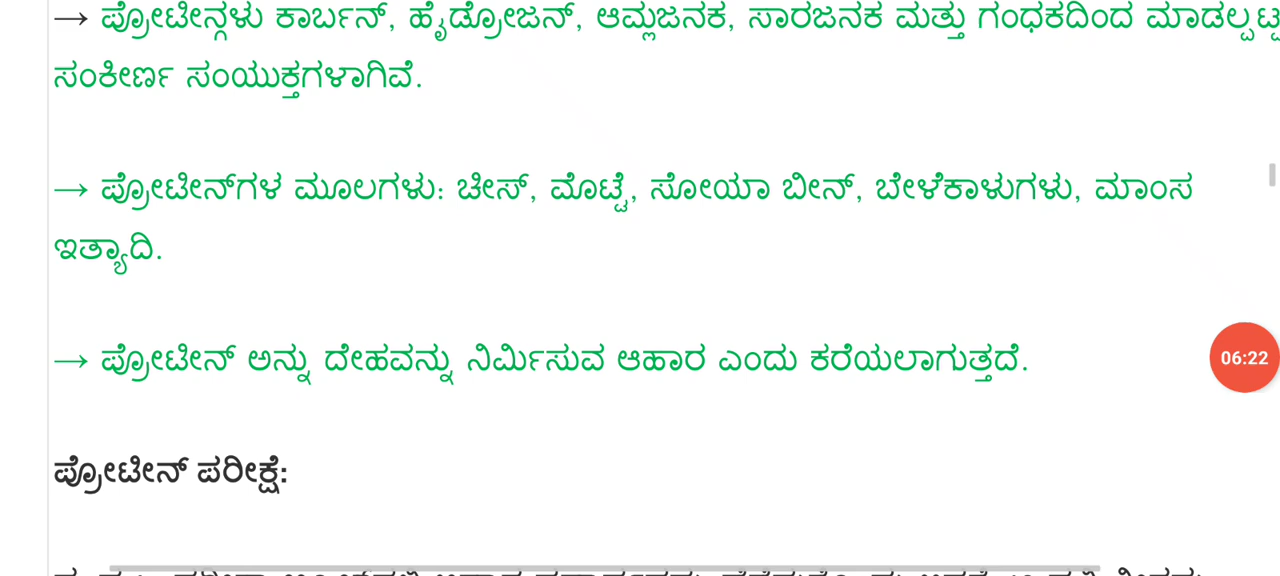 → ಪ್ರೋಟೀನ್ಗಳು ಕಾರ್ಬನ್, ಹೈಡ್ರೋಜನ್, ಆಮ್ಲಜನಕ, ಸಾರಜನಕ ಮತ್ತು ಗಂಧಕದಿಂದ ಮಾಡಲ್ಪಟ್ಟ
ಸಂಕೀರ್ಣ ಸಂಯುಕ್ತಗಳಾಗಿವೆ.
→ ಪ್ರೋಟೀನ್‌ಗಳ ಮೂಲಗಳು: ಚೀಸ್, ಮೊಟ್ಟೆ, ಸೋಯಾ ಬೀನ್, ಬೇಳೆಕಾಳುಗಳು, ಮಾಂಸ
ಇತ್ಯಾದಿ.
→ ಪ್ರೋಟೀನ್ ಅನ್ನು ದೇಹವನ್ನು ನಿರ್ಮಿಸುವ ಆಹಾರ ಎಂದು ಕರೆಯಲಾಗುತ್ತದೆ.
06:22
ಪ್ರೋಟೀನ್ ಪರೀಕ್ಷೆ: